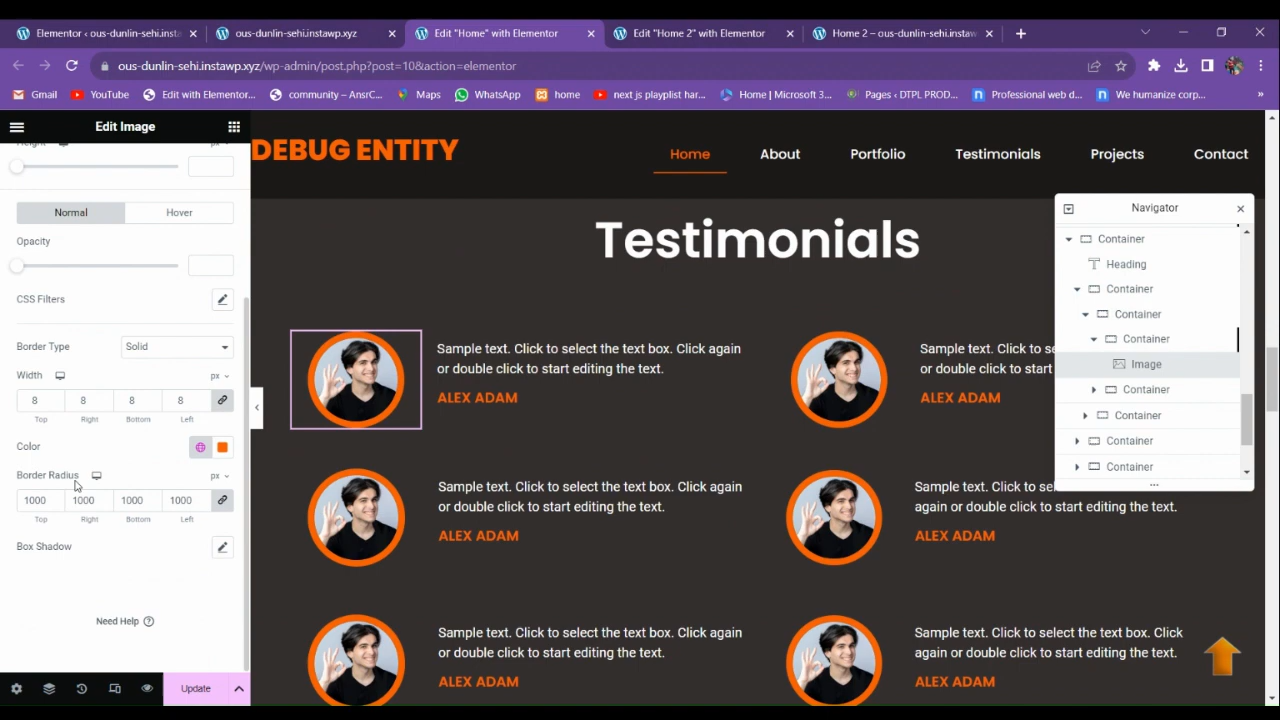 Elementor ‹ ous-dunlin-sehi.insta
ous-dunlin-sehi.instawp.xyz
Edit "Home" with Elementor
Edit "Home 2" with Elementor
Home 2 – ous-dunlin-sehi.instaw
ous-dunlin-sehi.instawp.xyz/wp-admin/post.php?post=10&action=elementor
Gmail
YouTube
Edit with Elementor...
community – AnsrC...
Maps
WhatsApp
home
next js playlist har...
Home | Microsoft 3...
Pages ‹ DTPL PROD...
Professional web d...
We humanize corp...
»
Edit Image
Height
px
Normal
Hover
Opacity
CSS Filters
Border Type
Solid
Width
px
8 8 8 8
Top Right Bottom Left
Color
Border Radius
px
1000 1000 1000 1000
Top Right Bottom Left
Box Shadow
Need Help
Update
DEBUG ENTITY
Home
About
Portfolio
Testimonials
Projects
Contact
Testimonials
Sample text. Click to select the text box. Click again
or double click to start editing the text.
ALEX ADAM
Sample text. Click to se
or double click to start e
ALEX ADAM
Sample text. Click to select the text box. Click again
or double click to start editing the text.
ALEX ADAM
Sample text. Click to select the text box. Click
again or double click to start editing the text.
ALEX ADAM
Sample text. Click to select the text box. Click again
or double click to start editing the text.
ALEX ADAM
Sample text. Click to select the text box. Click
again or double click to start editing the text.
ALEX ADAM
Navigator
Container
Heading
Container
Container
Container
Image
Container
Container
Container
Container
...